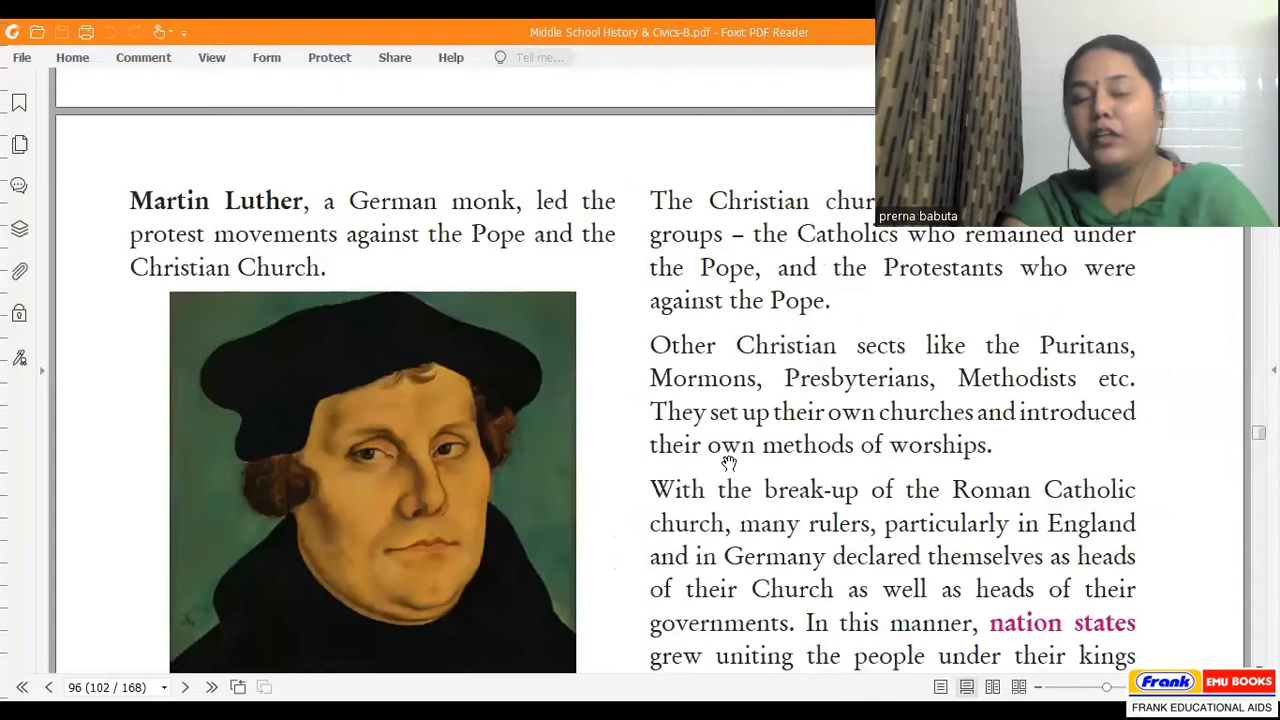 Middle School History & Civics-8.pdf - Foxit PDF Reader
File Home Comment View Form Protect Share Help Tell me...
prerna babuta
Martin Luther, a German monk, led the
protest movements against the Pope and the
Christian Church.
The Christian
groups – the Catholics who remained under
the Pope, and the Protestants who were
against the Pope.
Other Christian sects like the Puritans,
Mormons, Presbyterians, Methodists etc.
They set up their own churches and introduced
their own methods of worships.
With the break-up of the Roman Catholic
church, many rulers, particularly in England
and in Germany declared themselves as heads
of their Church as well as heads of their
governments. In this manner, nation states
grew uniting the people under their kings
96 (102 / 168)
Frank EMU BOOKS
FRANK EDUCATIONAL AIDS